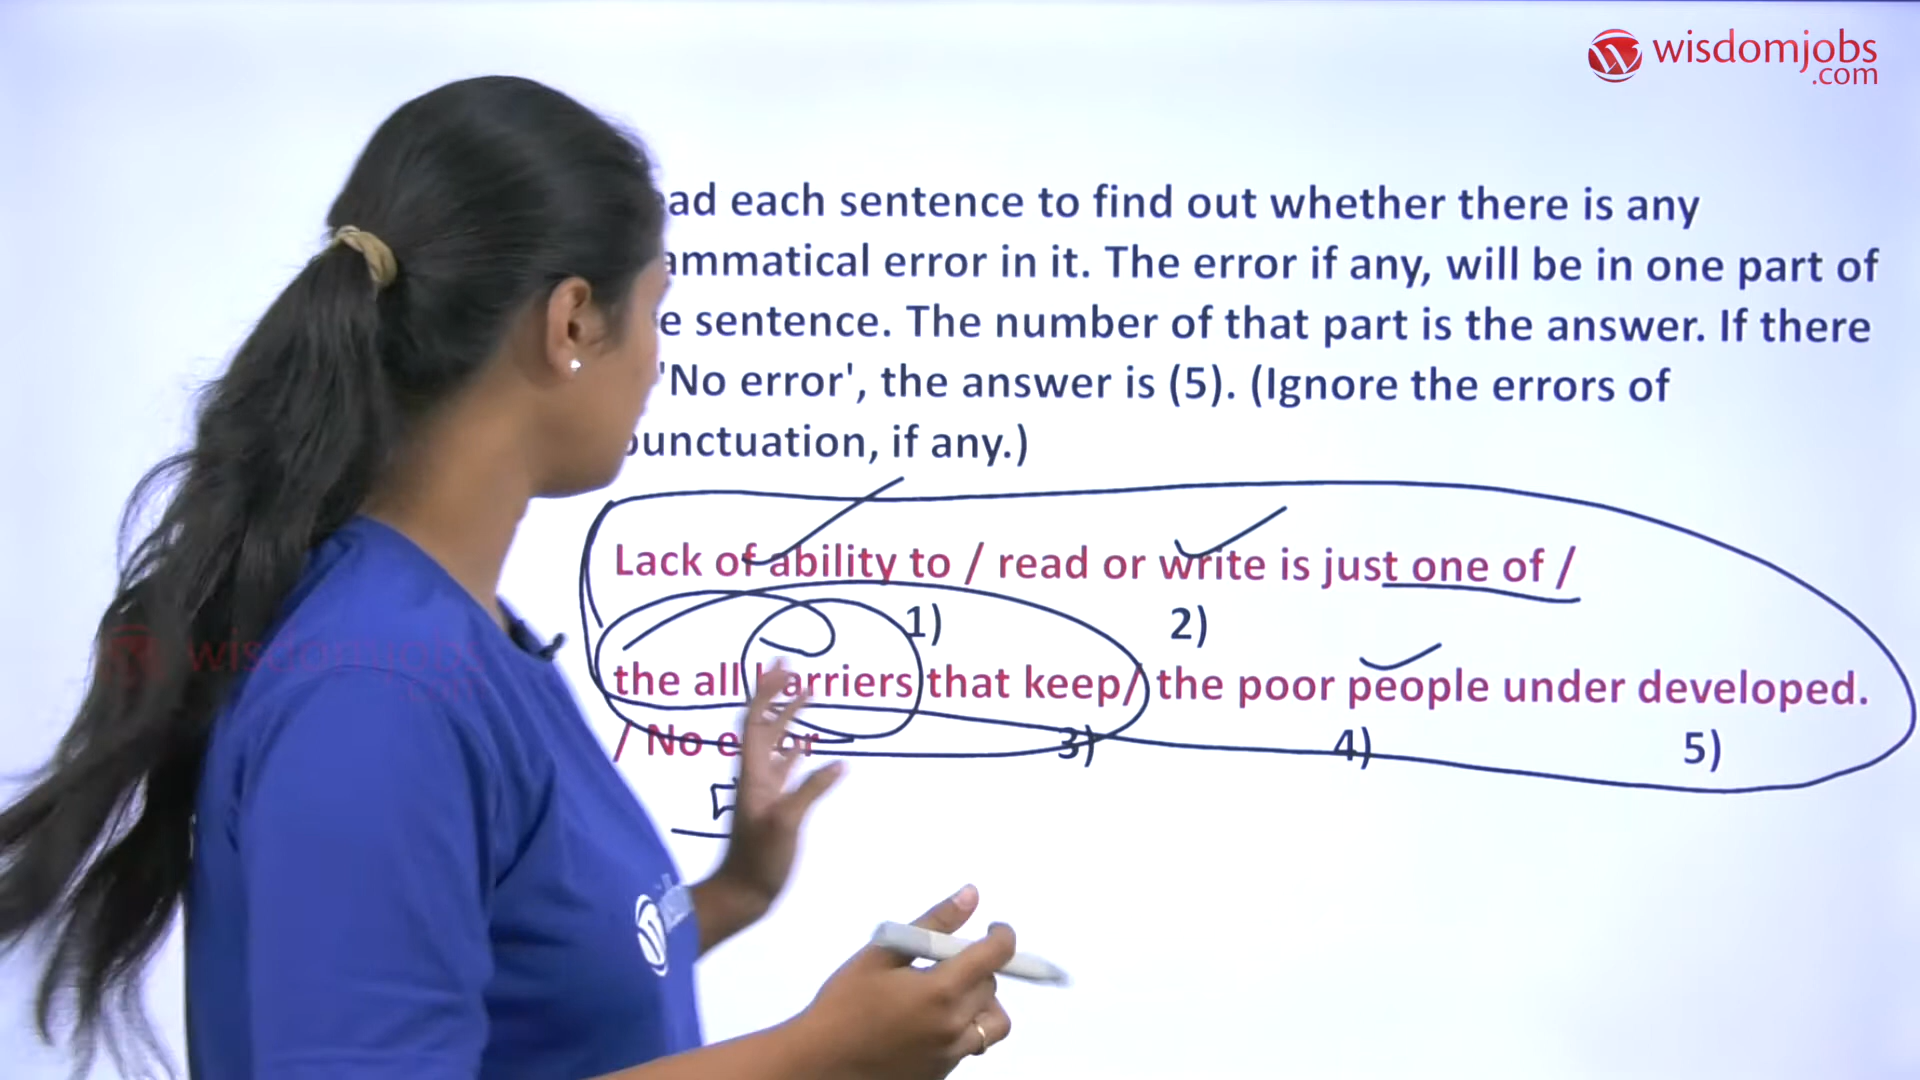 wisdomjobs
.com
each sentence to find out whether there is any
error in it. The error if any, will be in one part of
sentence. The number of that part is the answer. If there
'No error', the answer is (5). (Ignore the errors of
if any.)
Lack of ability to / read or write is just one of /
1) 2)
the all barriers that keep/ the poor people under developed.
/ No error 3) 4) 5)
wisdomjobs
.com